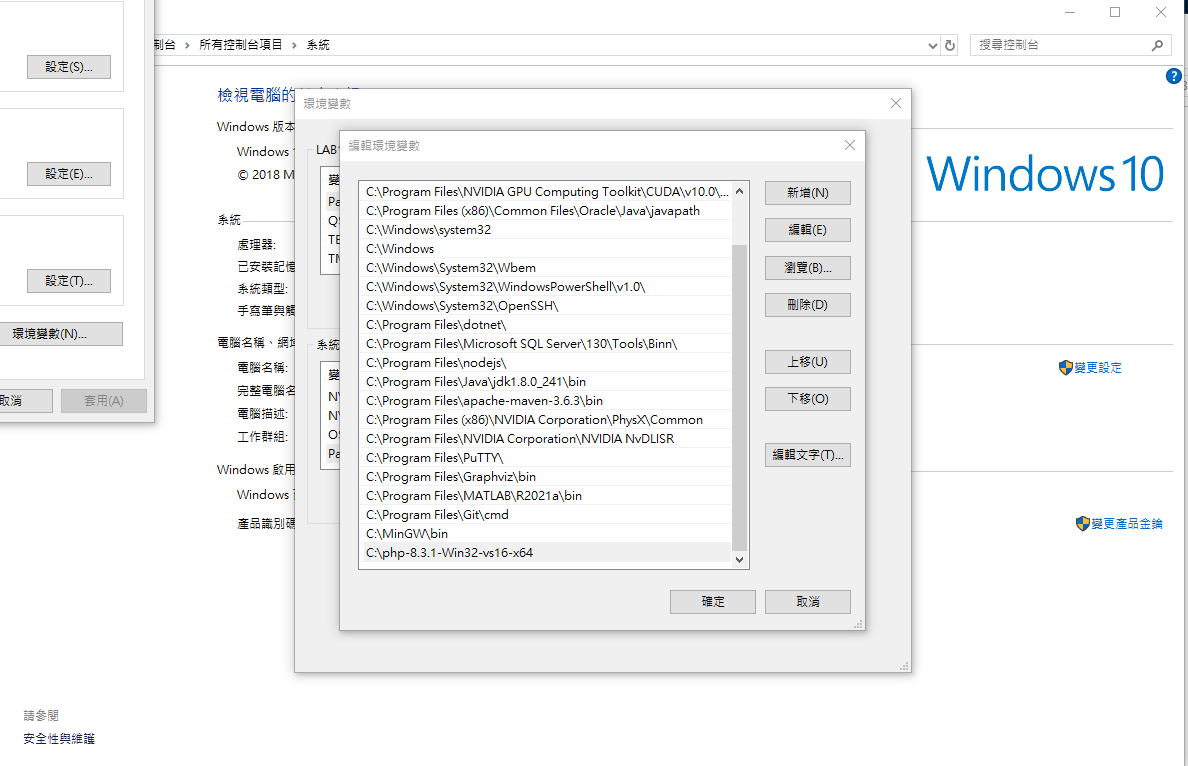 設定(S)...
設定(E)...
設定(T)...
環境變數(N)...
取消
套用(A)
制台 › 所有控制台項目 › 系統
搜尋控制台
?
檢視電腦的
Windows 版本
Windows
© 2018 M
Windows 10
系統
處理器:
已安裝記憶
系統類型:
手寫筆與觸
電腦名稱、網域
電腦名稱:
完整電腦名
電腦描述:
工作群組:
變更設定
Windows 啟用
Windows
產品識別碼
變更產品金鑰
請參閱
安全性與維護
環境變數
LAB
變
Pa
TE
系統
變
Pa
編輯環境變數
C:\Program Files\NVIDIA GPU Computing Toolkit\CUDA\v10.0\...
C:\Program Files (x86)\Common Files\Oracle\Java\javapath
C:\Windows\system32
C:\Windows
C:\Windows\System32\Wbem
C:\Windows\System32\WindowsPowerShell\v1.0\
C:\Windows\System32\OpenSSH\
C:\Program Files\dotnet\
C:\Program Files\Microsoft SQL Server\130\Tools\Binn\
C:\Program Files\nodejs\
C:\Program Files\Java\jdk1.8.0_241\bin
C:\Program Files\apache-maven-3.6.3\bin
C:\Program Files (x86)\NVIDIA Corporation\PhysX\Common
C:\Program Files\NVIDIA Corporation\NVIDIA NvDLISR
C:\Program Files\PuTTY\
C:\Program Files\Graphviz\bin
C:\Program Files\MATLAB\R2021a\bin
C:\Program Files\Git\cmd
C:\MinGW\bin
C:\php-8.3.1-Win32-vs16-x64
新增(N)
編輯(E)
瀏覽(B)...
刪除(D)
上移(U)
下移(O)
編輯文字(T)...
確定
取消